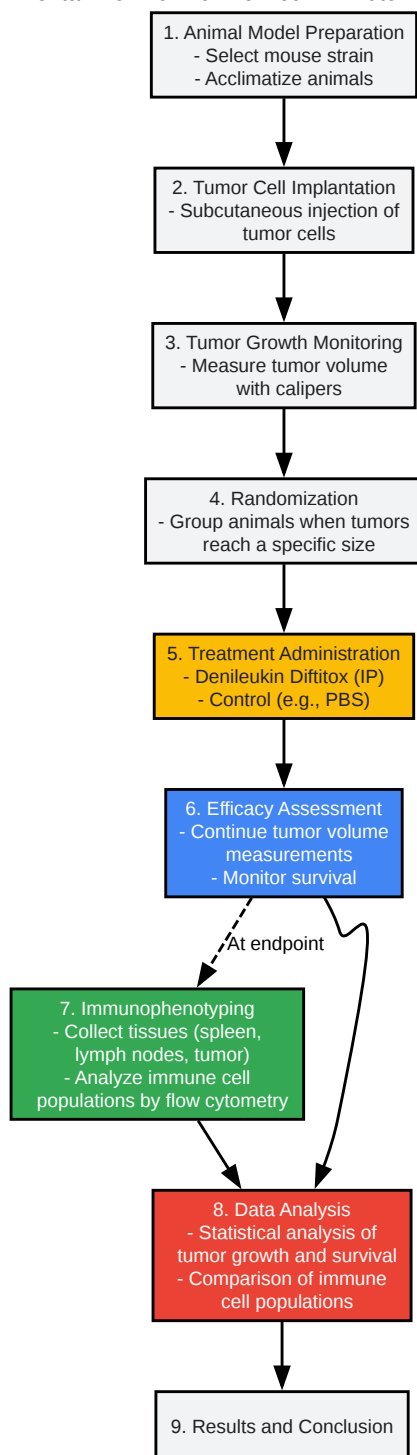 1. Animal Model Preparation
- Select mouse strain
- Acclimatize animals
2. Tumor Cell Implantation
- Subcutaneous injection of
tumor cells
3. Tumor Growth Monitoring
- Measure tumor volume
with calipers
4. Randomization
- Group animals when tumors
reach a specific size
5. Treatment Administration
- Denileukin Diftitox (IP)
- Control (e.g., PBS)
6. Efficacy Assessment
- Continue tumor volume
measurements
- Monitor survival
At endpoint
7. Immunophenotyping
- Collect tissues (spleen,
lymph nodes, tumor)
- Analyze immune cell
populations by flow cytometry
8. Data Analysis
- Statistical analysis of
tumor growth and survival
- Comparison of immune
cell populations
9. Results and Conclusion